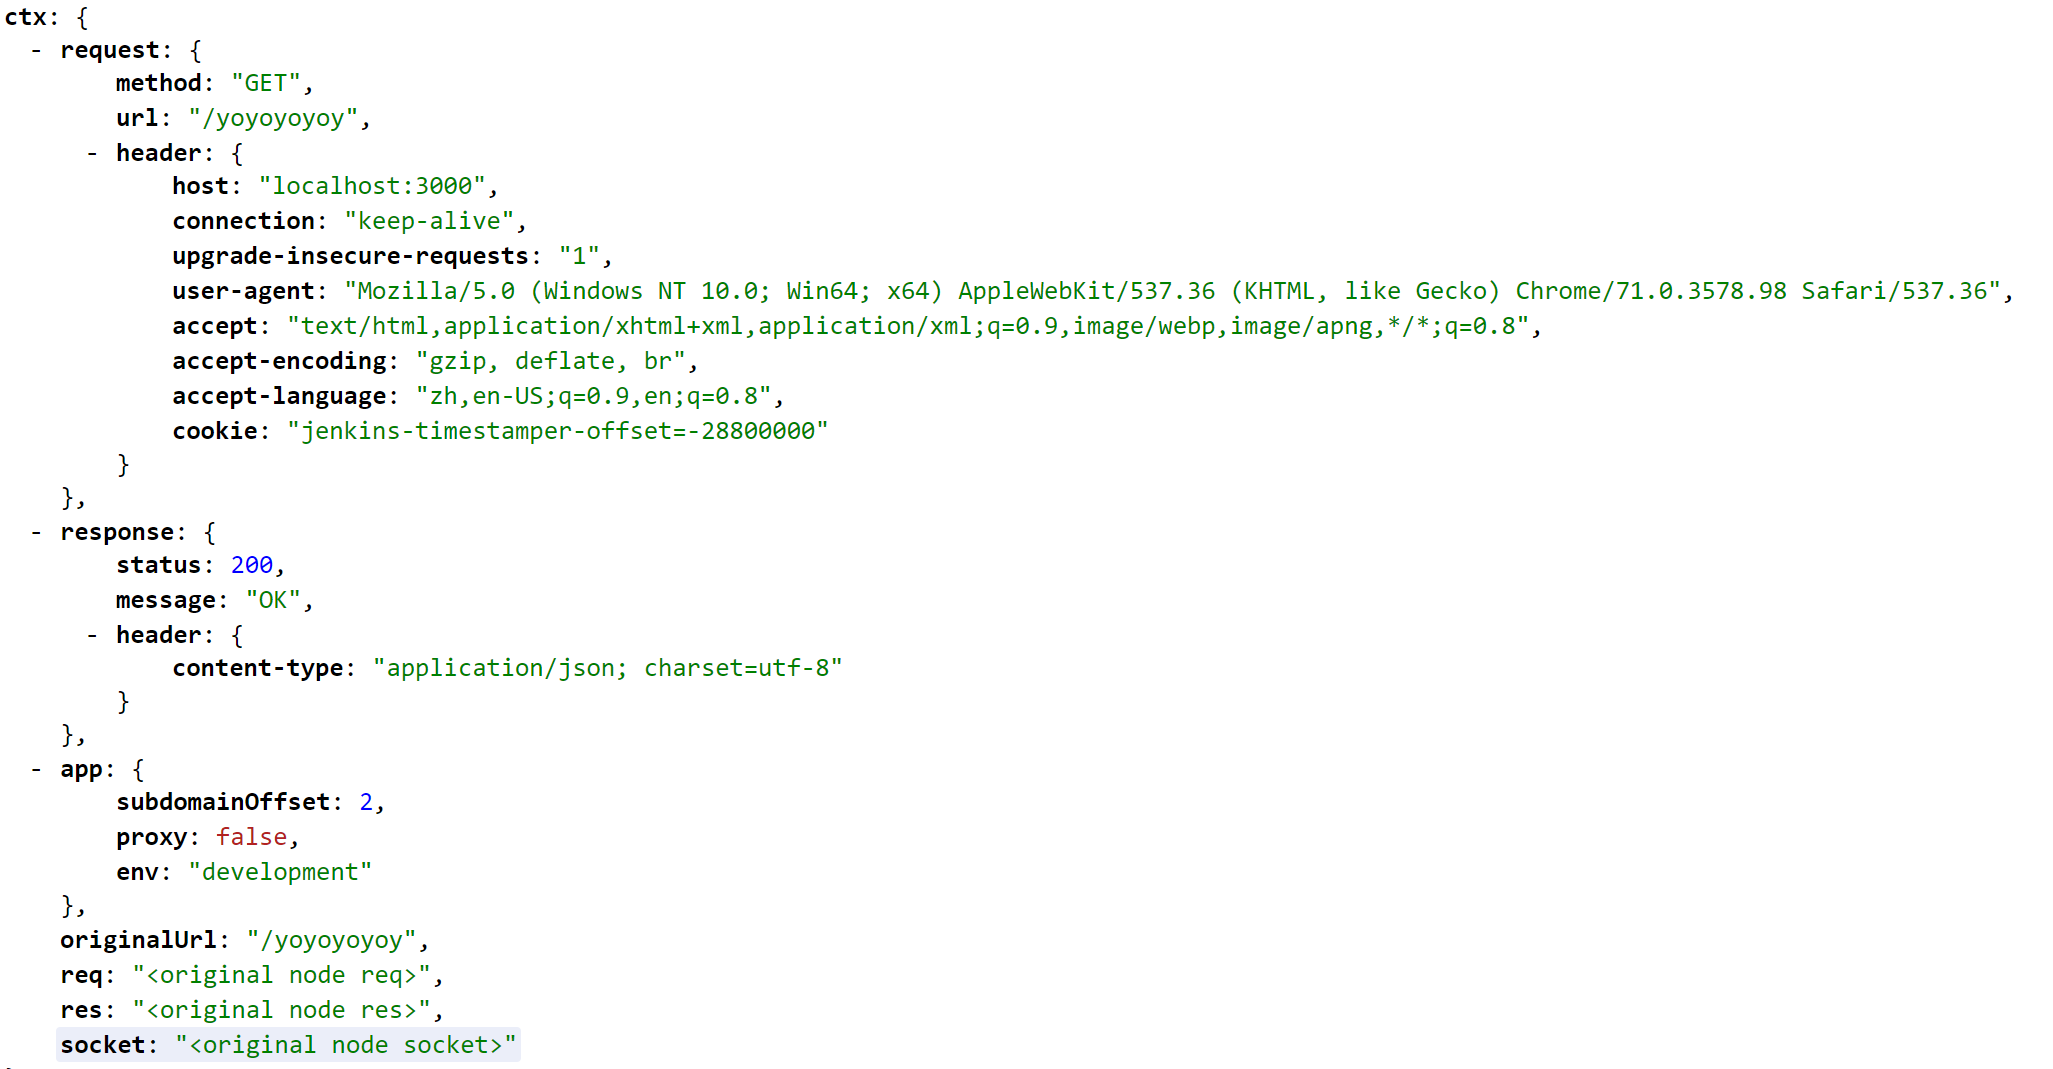 ctx: {
- request: {
method: "GET",
url: "/yoyoyoyoy",
- header: {
host: "localhost:3000",
connection: "keep-alive",
upgrade-insecure-requests: "1",
user-agent: "Mozilla/5.0 (Windows NT 10.0; Win64; x64) AppleWebKit/537.36 (KHTML, like Gecko) Chrome/71.0.3578.98 Safari/537.36",
accept: "text/html,application/xhtml+xml,application/xml;q=0.9,image/webp,image/apng,*/*;q=0.8",
accept-encoding: "gzip, deflate, br",
accept-language: "zh,en-US;q=0.9,en;q=0.8",
cookie: "jenkins-timestamper-offset=-28800000"
}
},
- response: {
status: 200,
message: "OK",
- header: {
content-type: "application/json; charset=utf-8"
}
},
- app: {
subdomainOffset: 2,
proxy: false,
env: "development"
},
originalUrl: "/yoyoyoyoy",
req: "<original node req>",
res: "<original node res>",
socket: "<original node socket>"